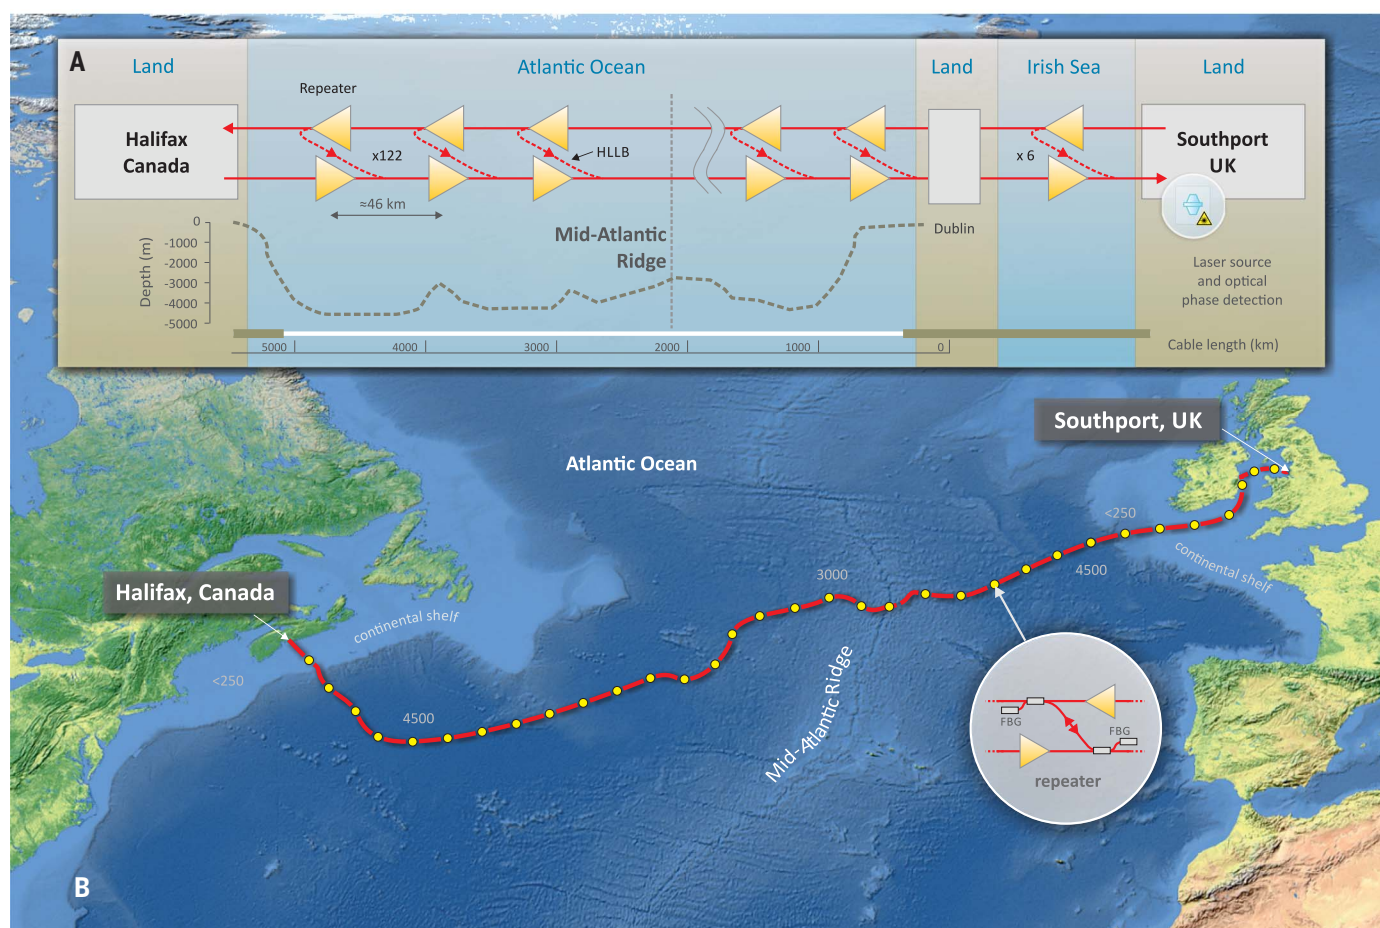 A
Land
Atlantic Ocean
Land
Irish Sea
Land
Repeater
Halifax
Canada
x122
HLLB
x 6
Southport
UK
≈46 km
Mid-Atlantic
Ridge
Dublin
Depth (m)
0
-1000
-2000
-3000
-4000
-5000
Laser source
and optical
phase detection
5000
4000
3000
2000
1000
0
Cable length (km)
Southport, UK
Atlantic Ocean
<250
continental shelf
4500
3000
Halifax, Canada
continental shelf
<250
4500
Mid-Atlantic Ridge
FBG
FBG
repeater
B